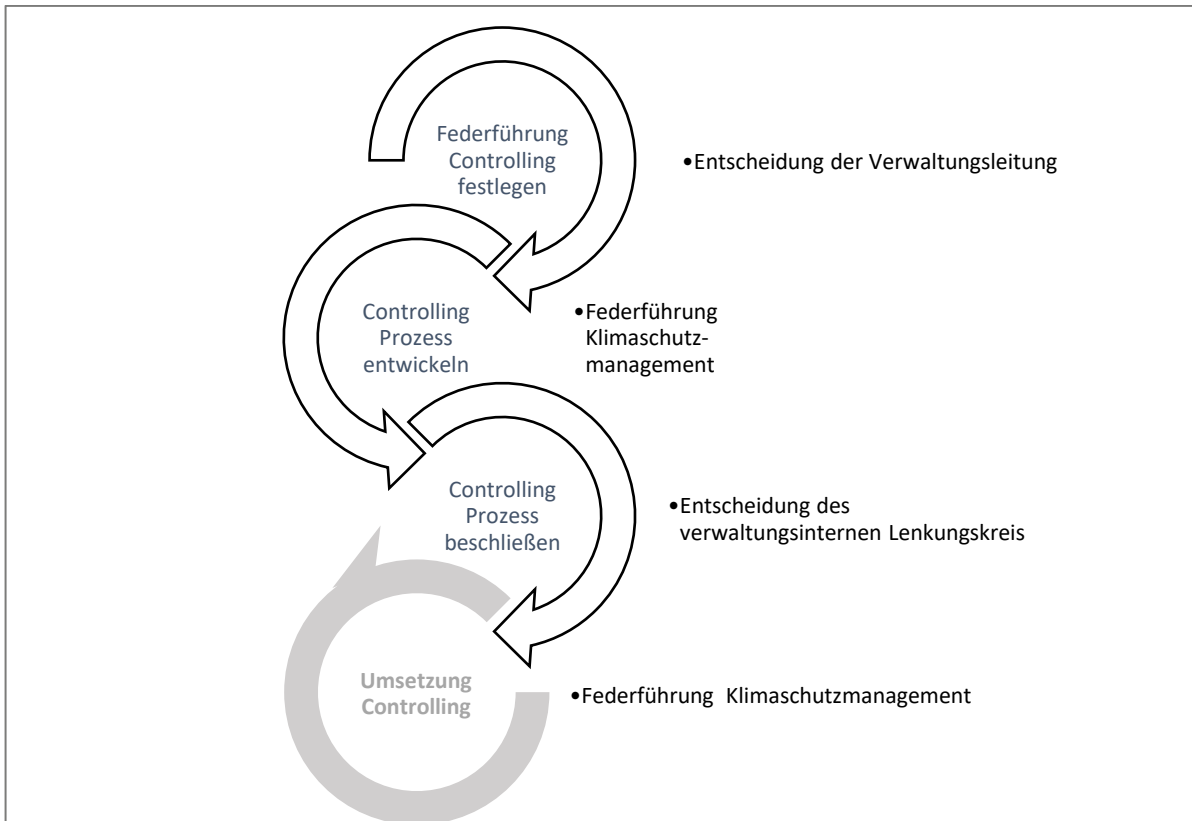 Federführung
Controlling
festlegen
•Entscheidung der Verwaltungsleitung
Controlling
Prozess
entwickeln
•Federführung
Klimaschutz-
management
Controlling
Prozess
beschließen
•Entscheidung des
verwaltungsinternen Lenkungskreis
Umsetzung
Controlling
•Federführung Klimaschutzmanagement